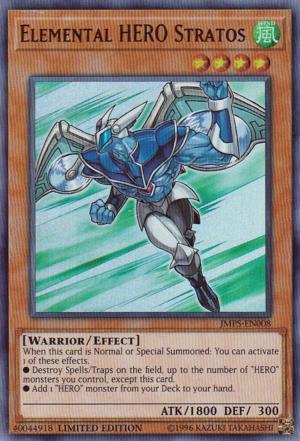 Elemental HERO Stratos
WIND
風
JMPS-EN008
[Warrior/Effect]
When this card is Normal or Special Summoned: You can activate
1 of these effects.
● Destroy Spells/Traps on the field, up to the number of "HERO"
monsters you control, except this card.
● Add 1 "HERO" monster from your Deck to your hand.
ATK/1800 DEF/ 300
40044918 LIMITED EDITION ©1996 KAZUKI TAKAHASHI